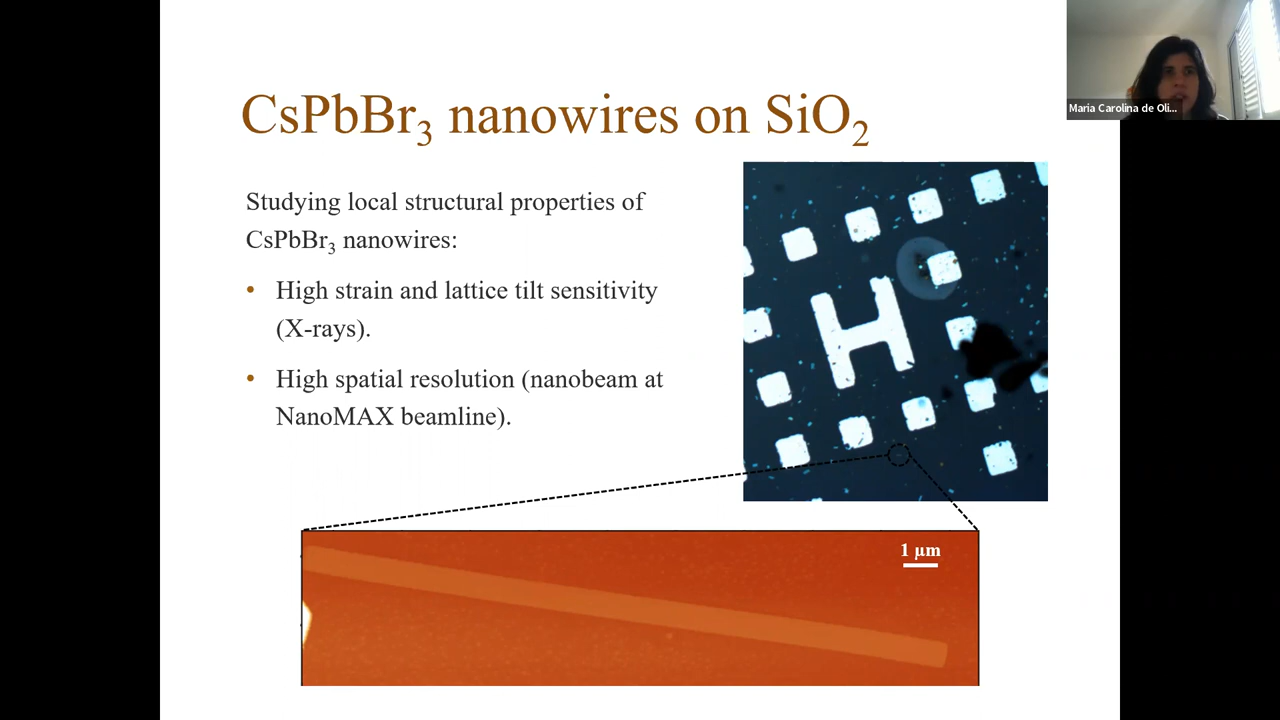 Maria Carolina de Oli...
CsPbBr₃ nanowires on SiO₂
Studying local structural properties of
CsPbBr₃ nanowires:
• High strain and lattice tilt sensitivity
(X-rays).
• High spatial resolution (nanobeam at
NanoMAX beamline).
H
1 µm